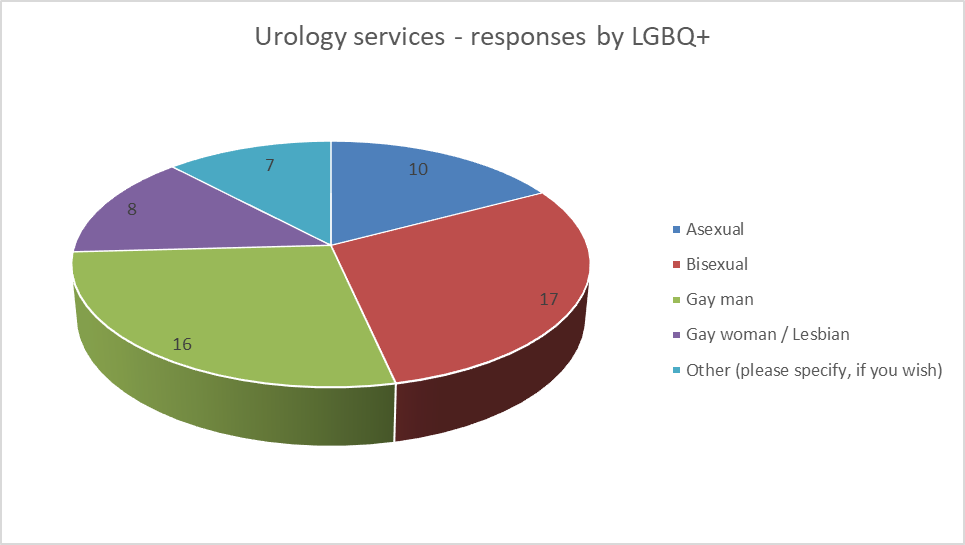 Urology services - responses by LGBQ+
7
10
8
17
16
Asexual
Bisexual
Gay man
Gay woman / Lesbian
Other (please specify, if you wish)